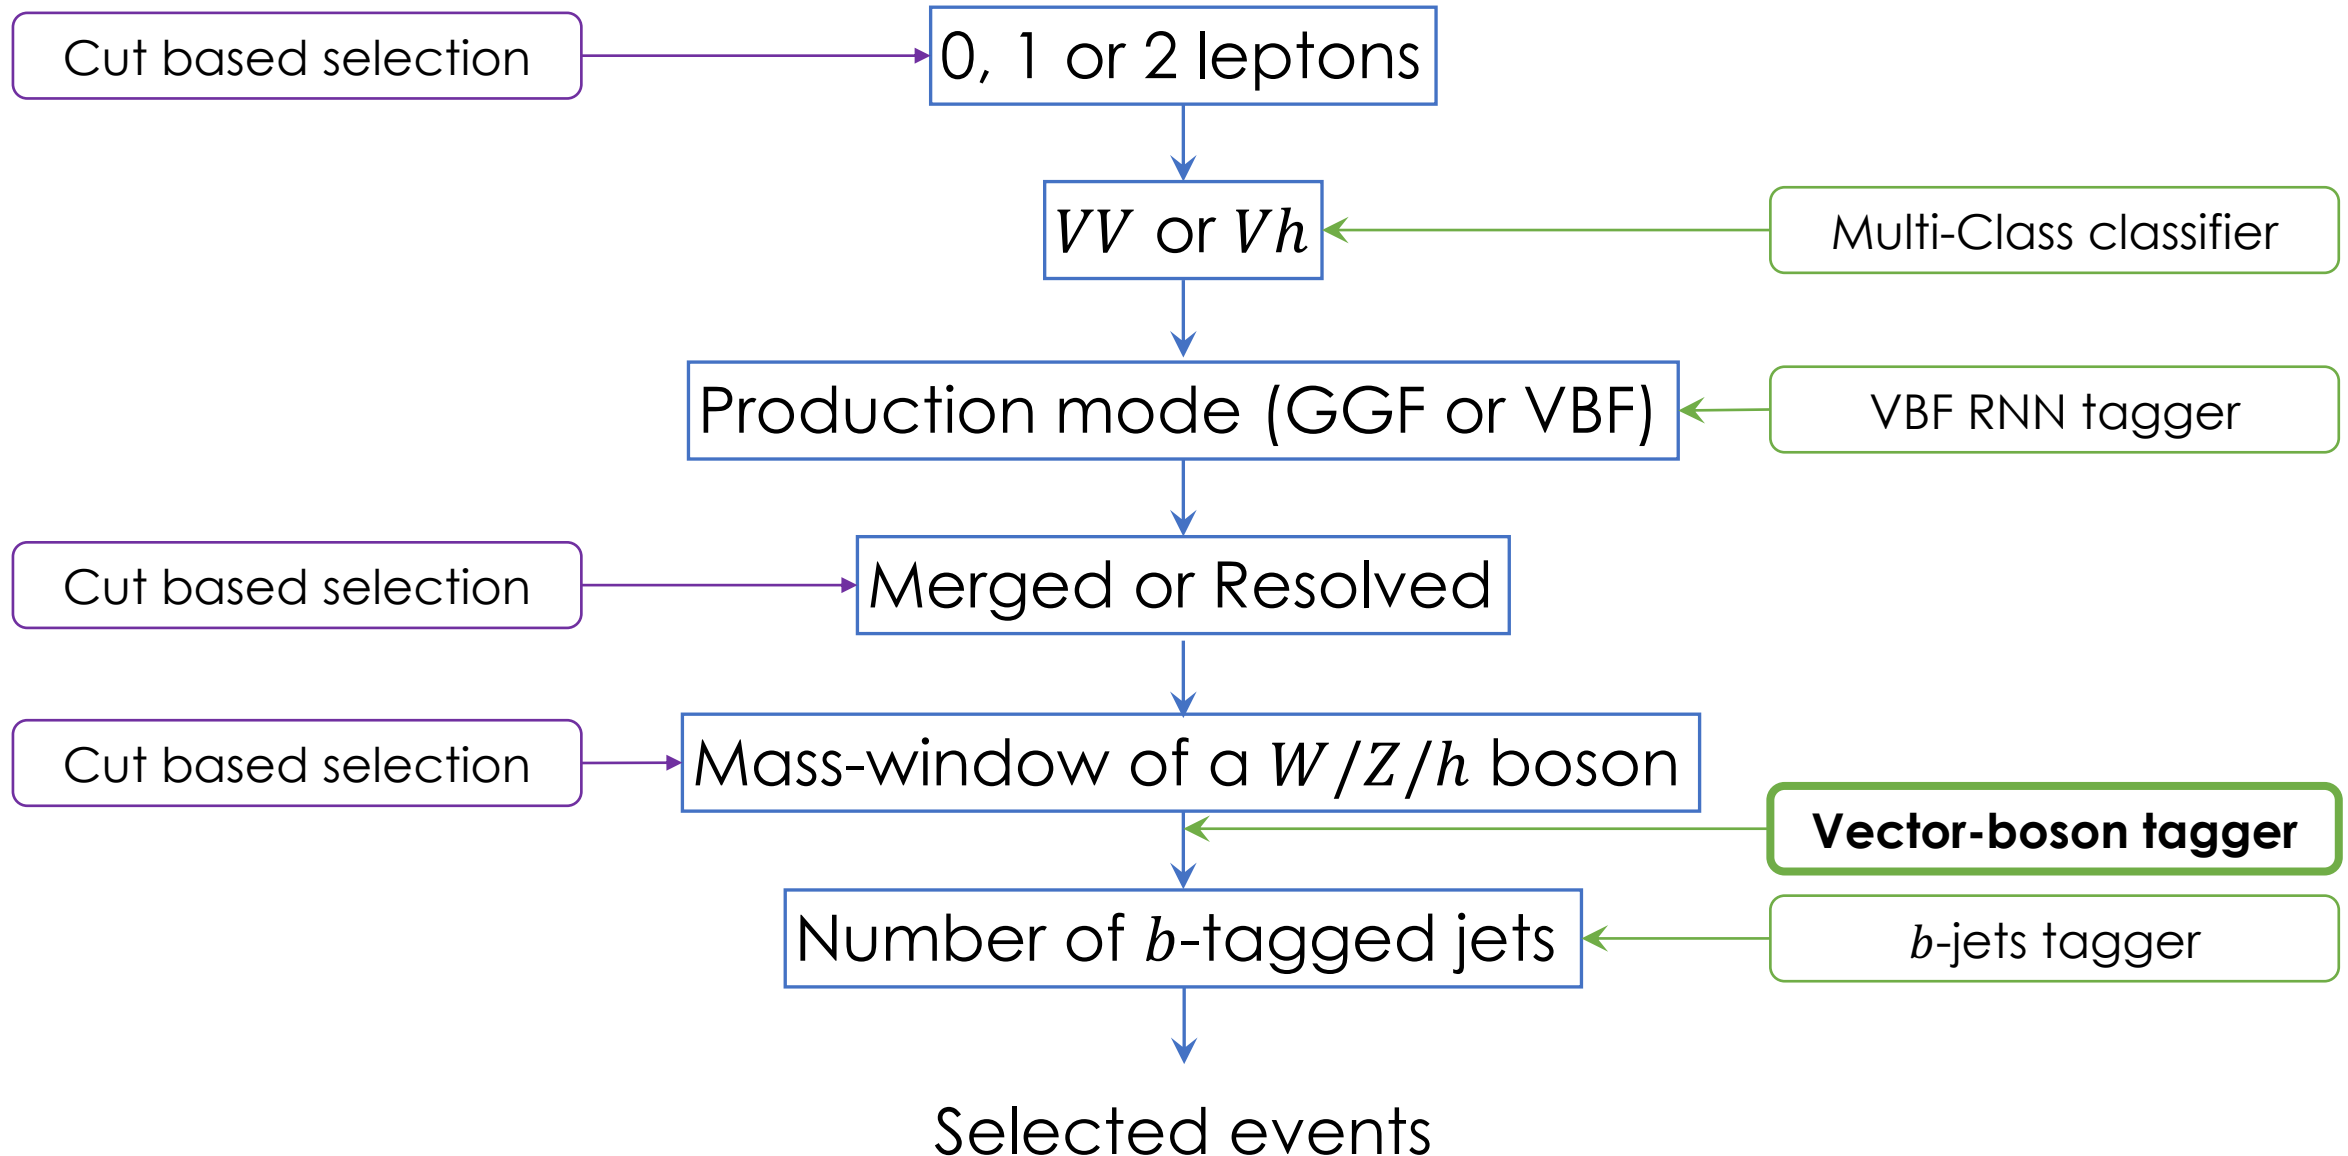 Cut based selection
0, 1 or 2 leptons
VV or Vh
Multi-Class classifier
Production mode (GGF or VBF)
VBF RNN tagger
Cut based selection
Merged or Resolved
Cut based selection
Mass-window of a W/Z/h boson
Vector-boson tagger
Number of b-tagged jets
b-jets tagger
Selected events